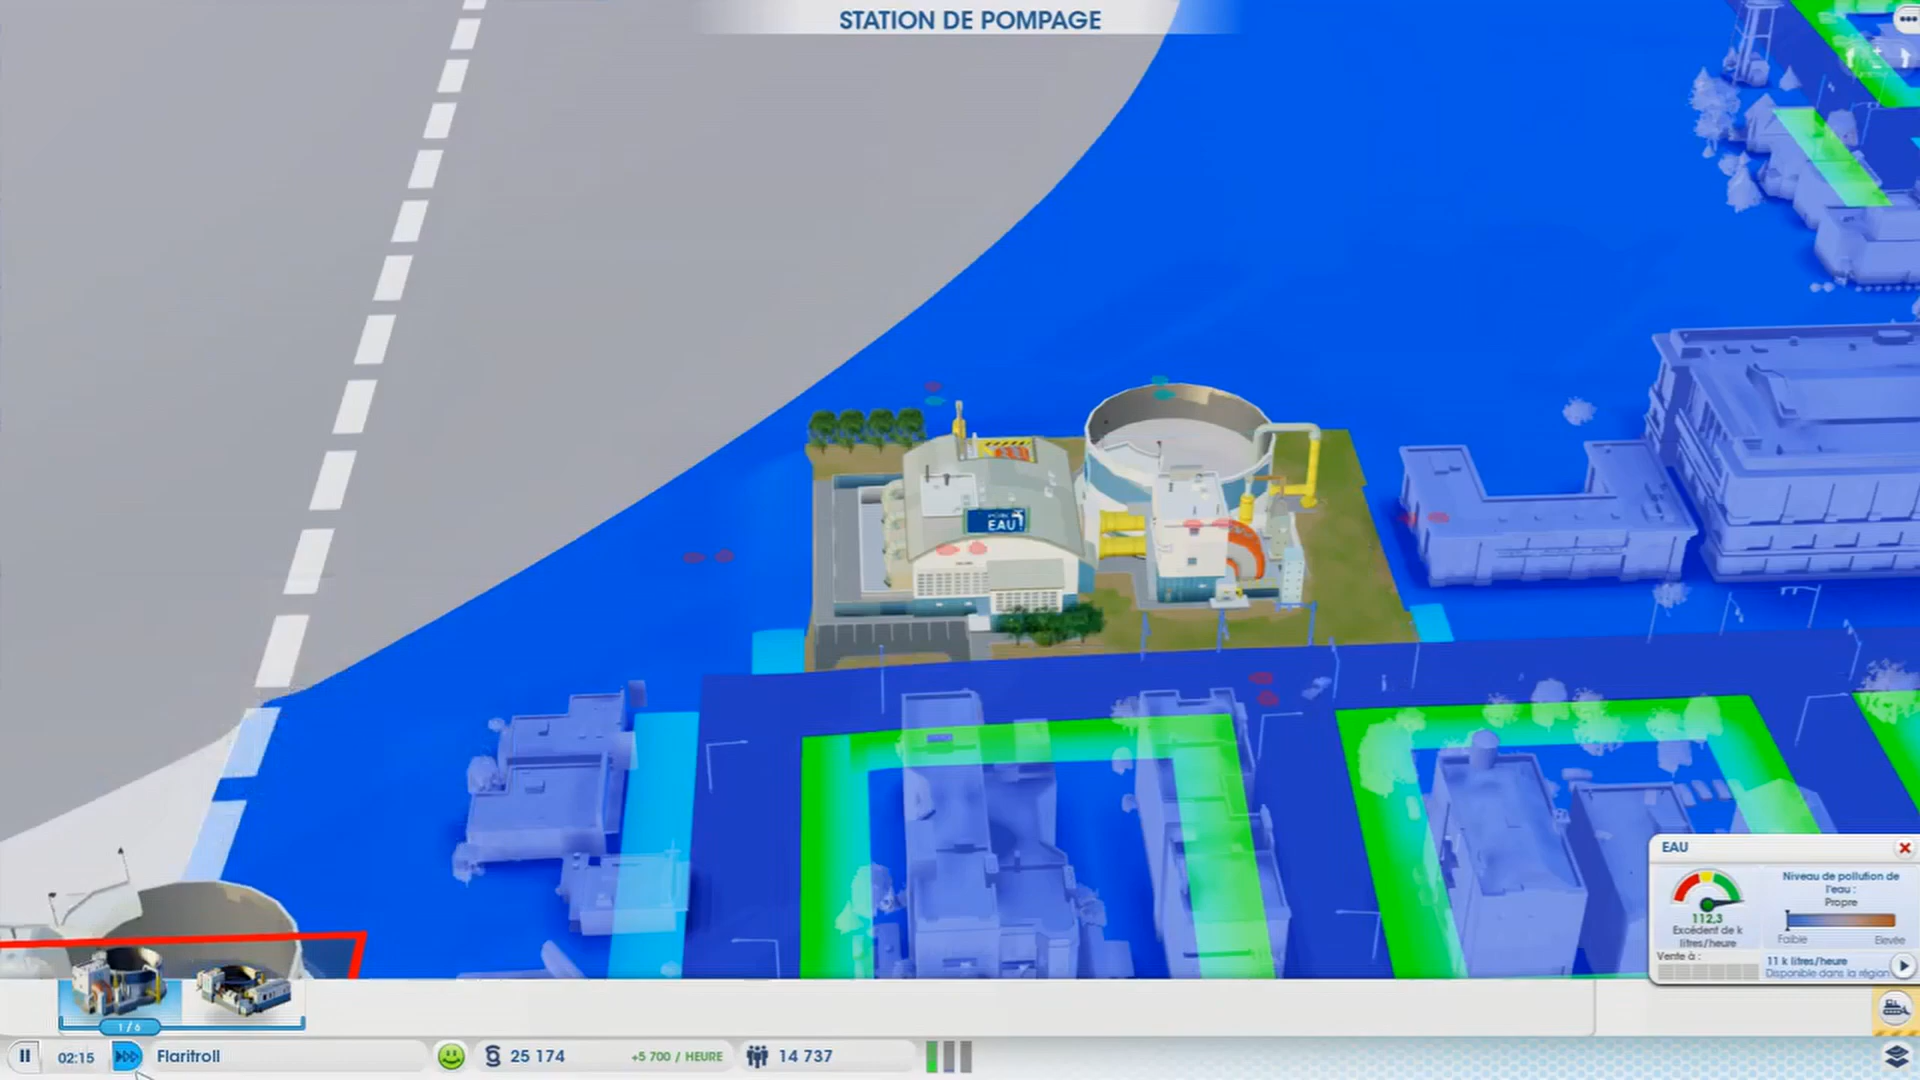 STATION DE POMPAGE
EAU
EAU
Niveau de pollution de
l'eau :
Propre
112,3
Excédent de k
litres/heure
Faible
Elevée
Vente à :
11 k litres/heure
Disponible dans la région
1 / 6
02:15
Flaritroll
25 174
+5 700 / HEURE
14 737